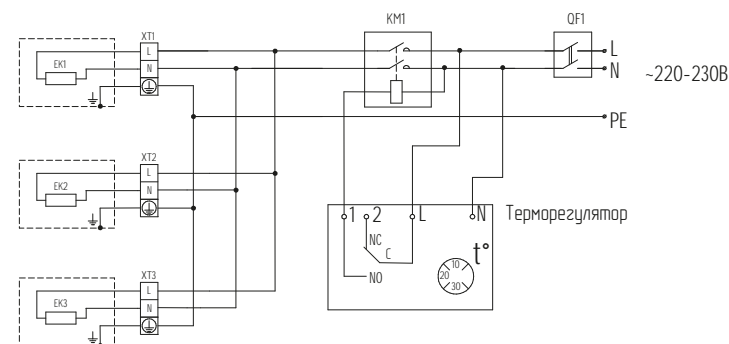 XT1
KM1
QF1
EK1
L
N
L
N
~220-230В
PE
XT2
EK2
L
N
1
2
L
N
Терморегулятор
NC
C
NO
t°
10
20
30
XT3
EK3
L
N